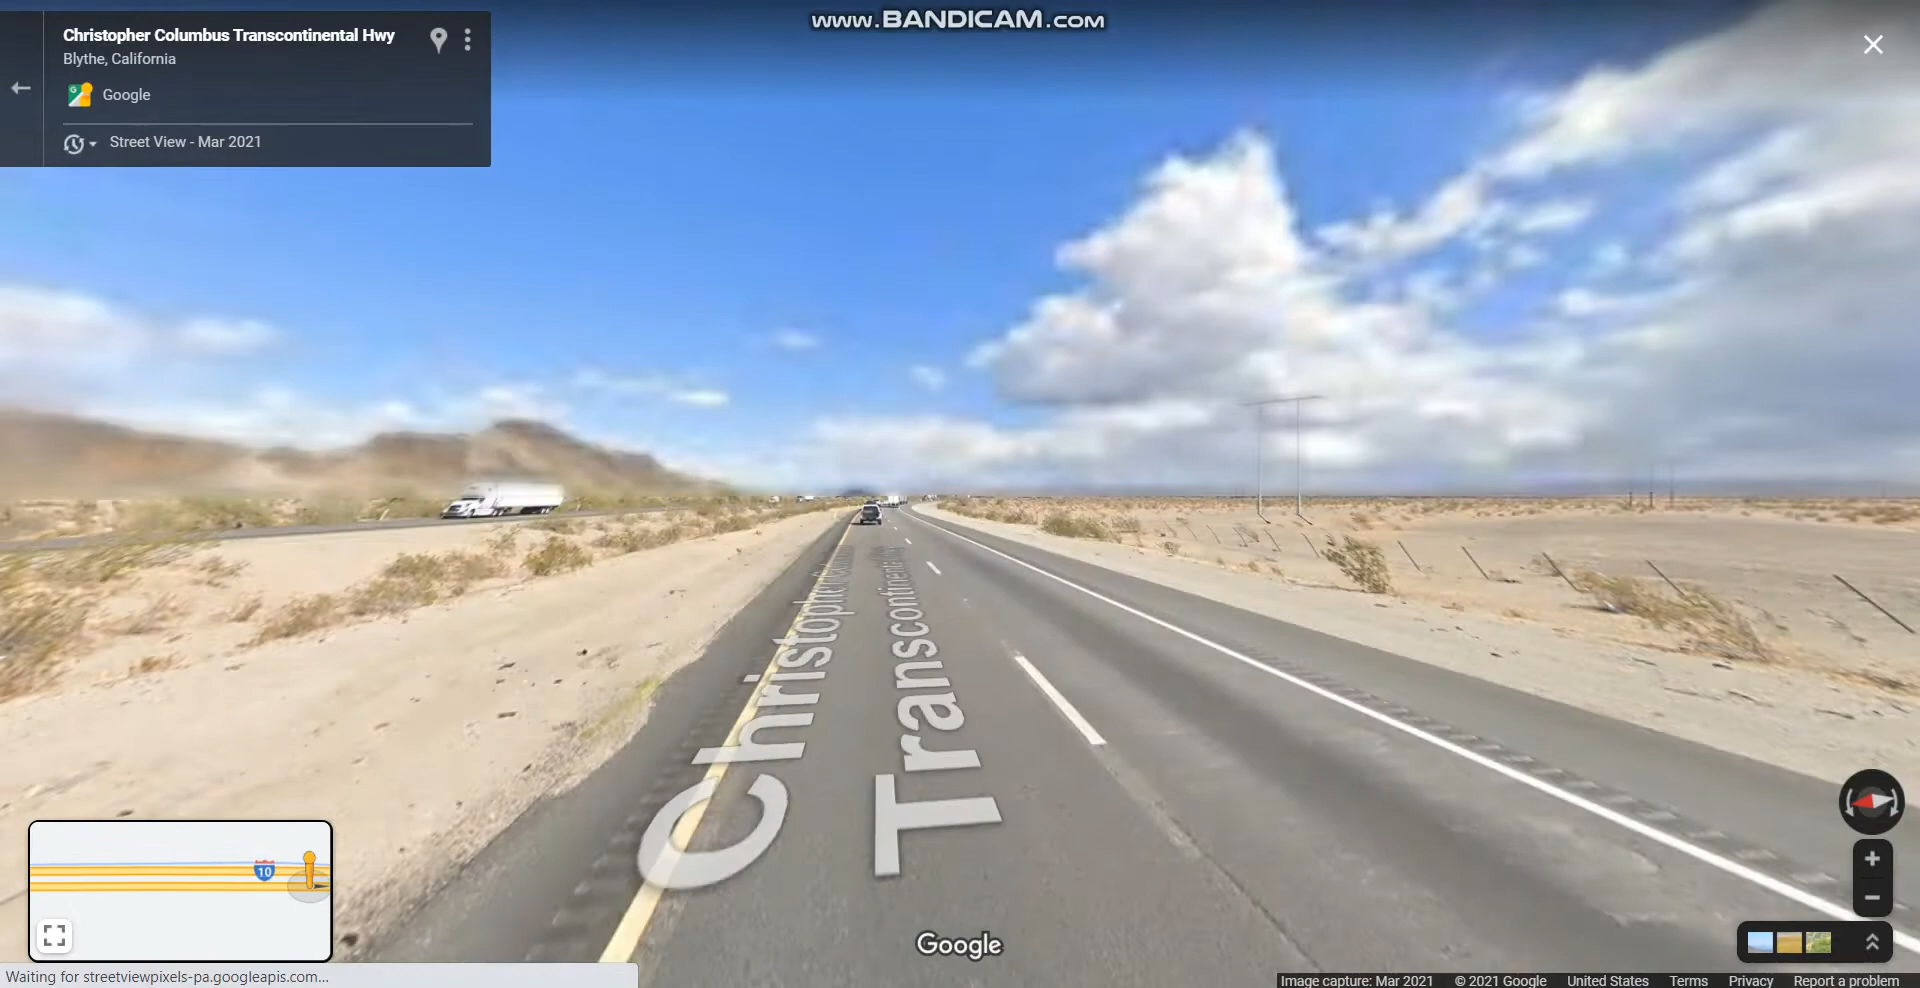 www.BANDICAM.com
Christopher Columbus Transcontinental Hwy
Blythe, California
Google
Street View - Mar 2021
Christopher
Transcontinental
10
Google
Waiting for streetviewpixels-pa.googleapis.com...
Image capture: Mar 2021 © 2021 Google United States Terms Privacy Report a problem